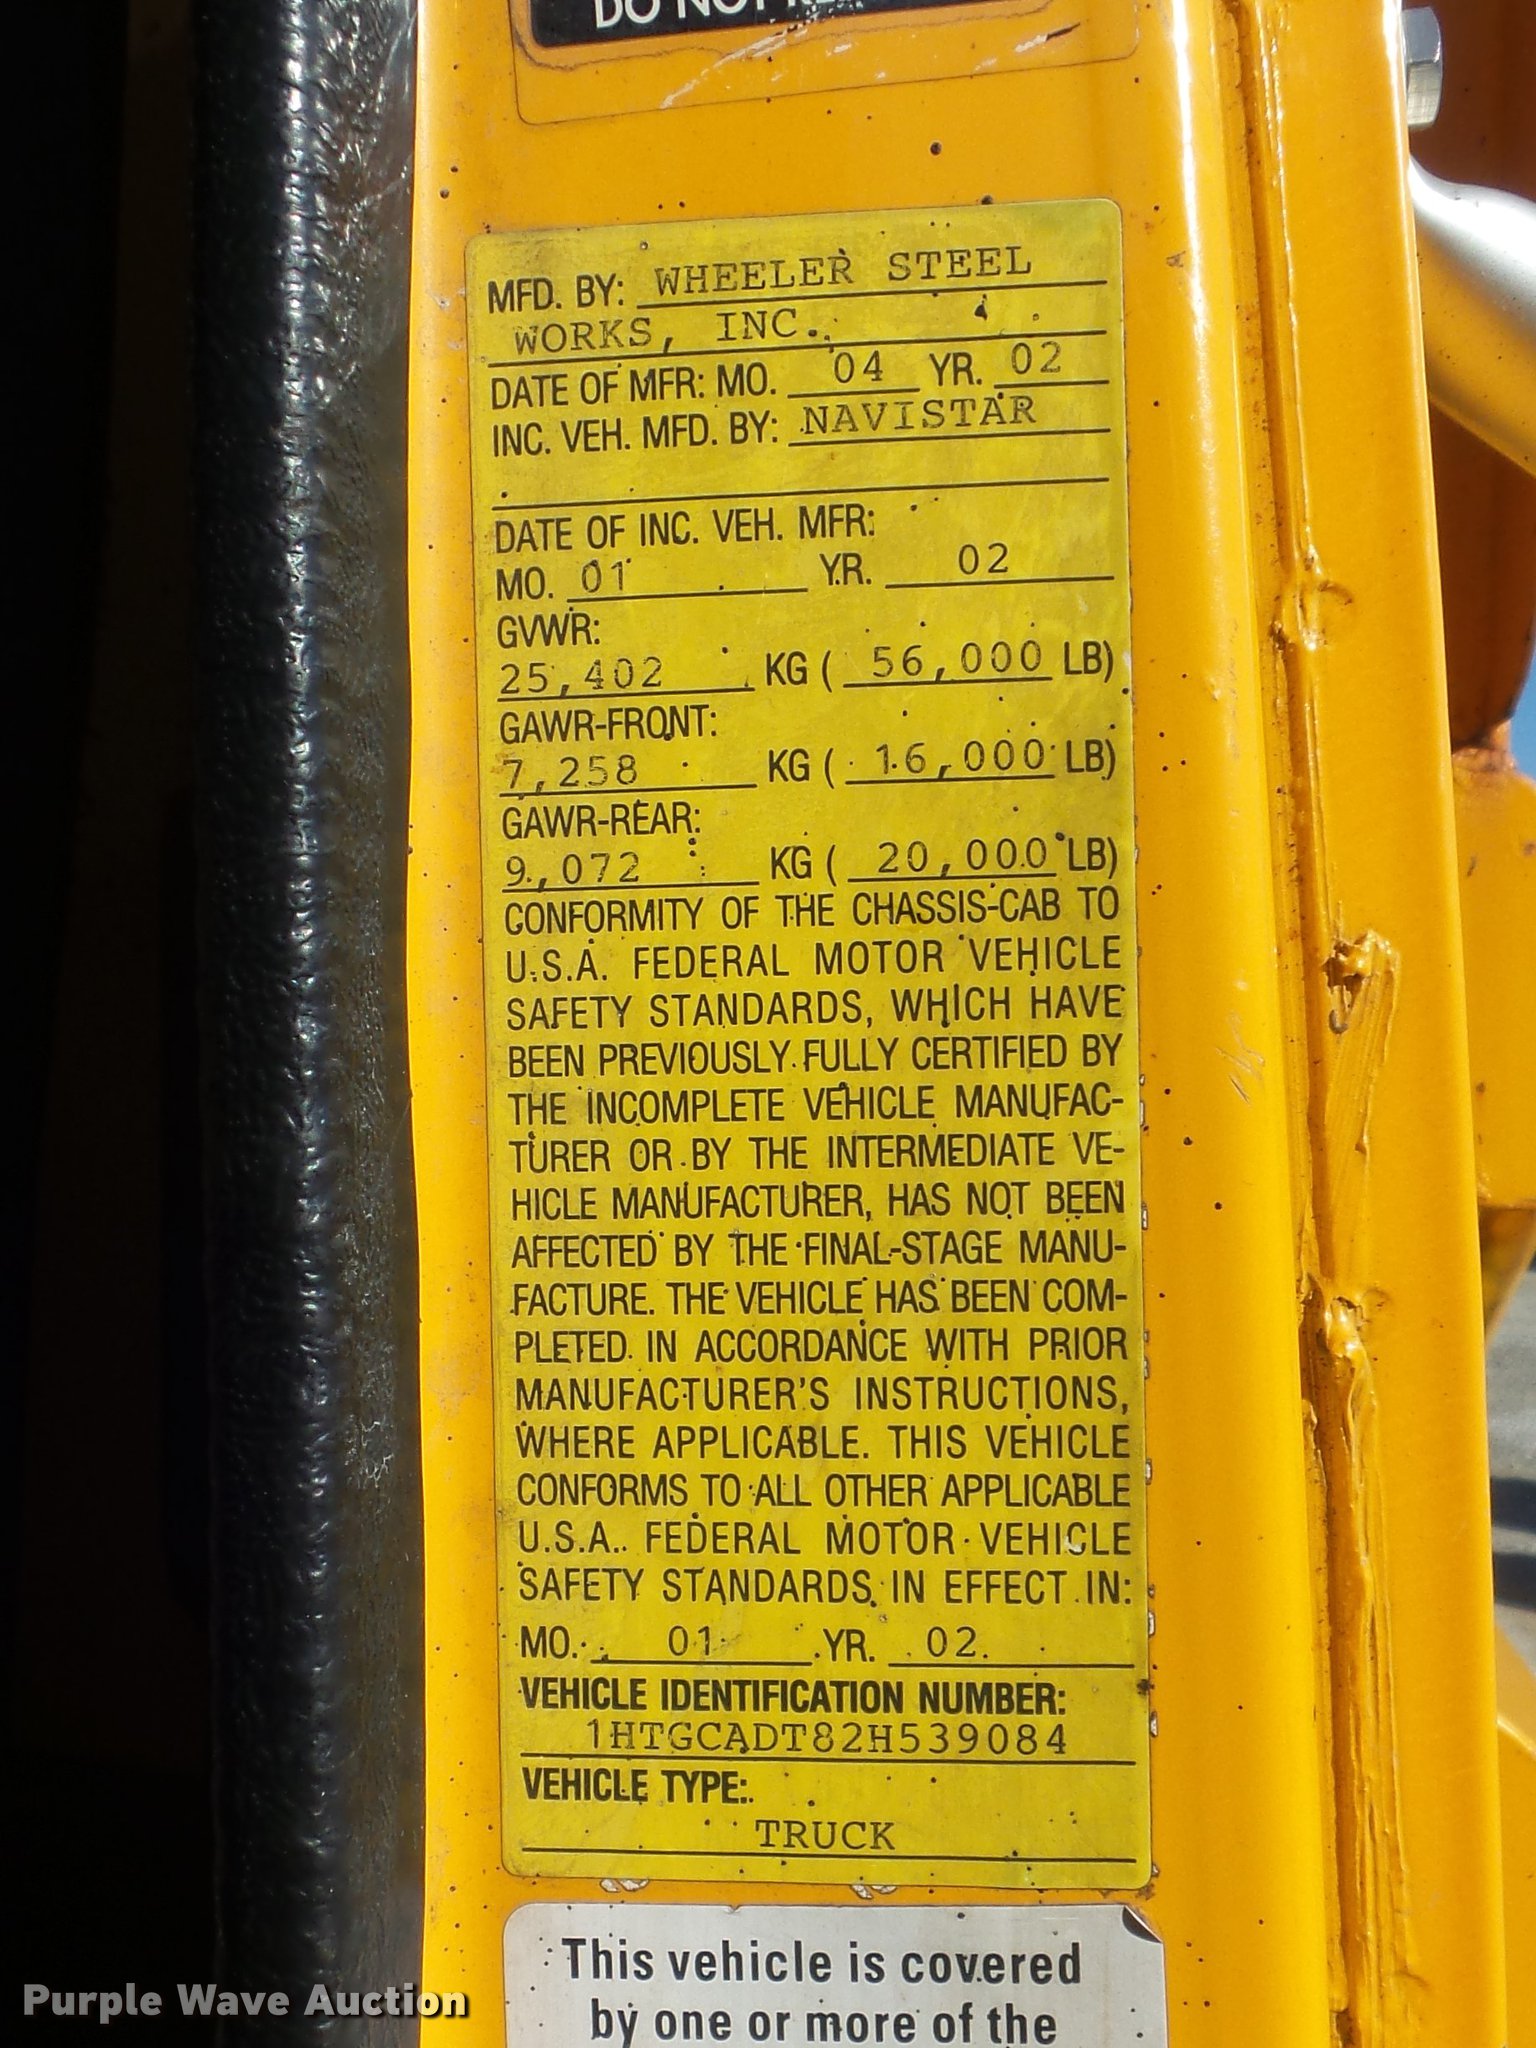 DO NOT
MFD. BY: WHEELER STEEL
WORKS, INC.
DATE OF MFR: MO. 04 YR. 02
INC. VEH. MFD. BY: NAVISTAR
DATE OF INC. VEH. MFR:
MO. 01 YR. 02
GVWR:
25,402 KG ( 56,000 LB)
GAWR-FRONT:
7,258 KG ( 16,000 LB)
GAWR-REAR:
9,072 KG ( 20,000 LB)
CONFORMITY OF THE CHASSIS-CAB TO
U.S.A. FEDERAL MOTOR VEHICLE
SAFETY STANDARDS, WHICH HAVE
BEEN PREVIOUSLY FULLY CERTIFIED BY
THE INCOMPLETE VEHICLE MANUFAC-
TURER OR BY THE INTERMEDIATE VE-
HICLE MANUFACTURER, HAS NOT BEEN
AFFECTED BY THE FINAL-STAGE MANU-
FACTURE. THE VEHICLE HAS BEEN COM-
PLETED IN ACCORDANCE WITH PRIOR
MANUFACTURER'S INSTRUCTIONS,
WHERE APPLICABLE. THIS VEHICLE
CONFORMS TO ALL OTHER APPLICABLE
U.S.A. FEDERAL MOTOR VEHICLE
SAFETY STANDARDS IN EFFECT IN:
MO. 01 YR. 02
VEHICLE IDENTIFICATION NUMBER:
1HTGCADT82H539084
VEHICLE TYPE:
TRUCK
This vehicle is covered
by one or more of the
Purple Wave Auction